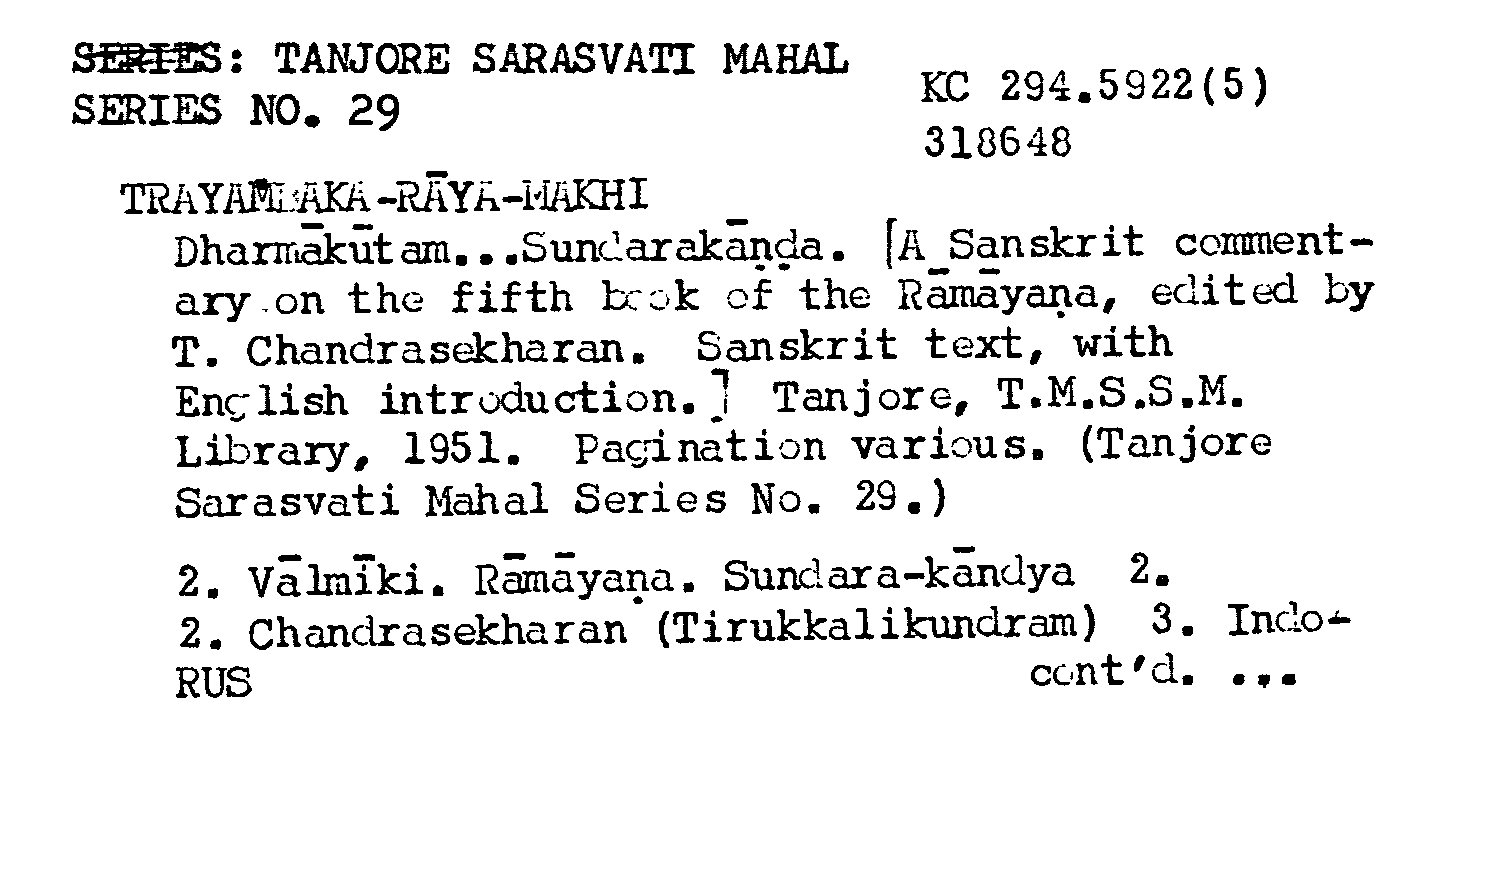 SERIES: TANJORE SARASVATI MAHAL
SERIES NO. 29
KC 294.5922(5)
318648
TRAYAMBAKA-RĀYA-MAKHI
Dharmākūtam...Sundarakāṇḍa. [A Sanskrit comment-
ary on the fifth book of the Rāmāyaṇa, edited by
T. Chandrasekharan. Sanskrit text, with
English introduction.] Tanjore, T.M.S.S.M.
Library, 1951. Pagination various. (Tanjore
Sarasvati Mahal Series No. 29.)
2. Vālmīki. Rāmāyaṇa. Sundara-kāndya 2.
2. Chandrasekharan (Tirukkalikundram) 3. Indo-
RUS cont'd. ...